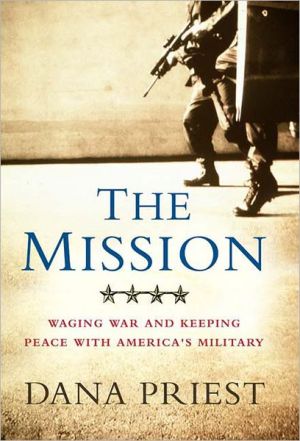 THE
MISSION
WAGING WAR AND KEEPING
PEACE WITH AMERICA'S MILITARY
DANA PRIEST